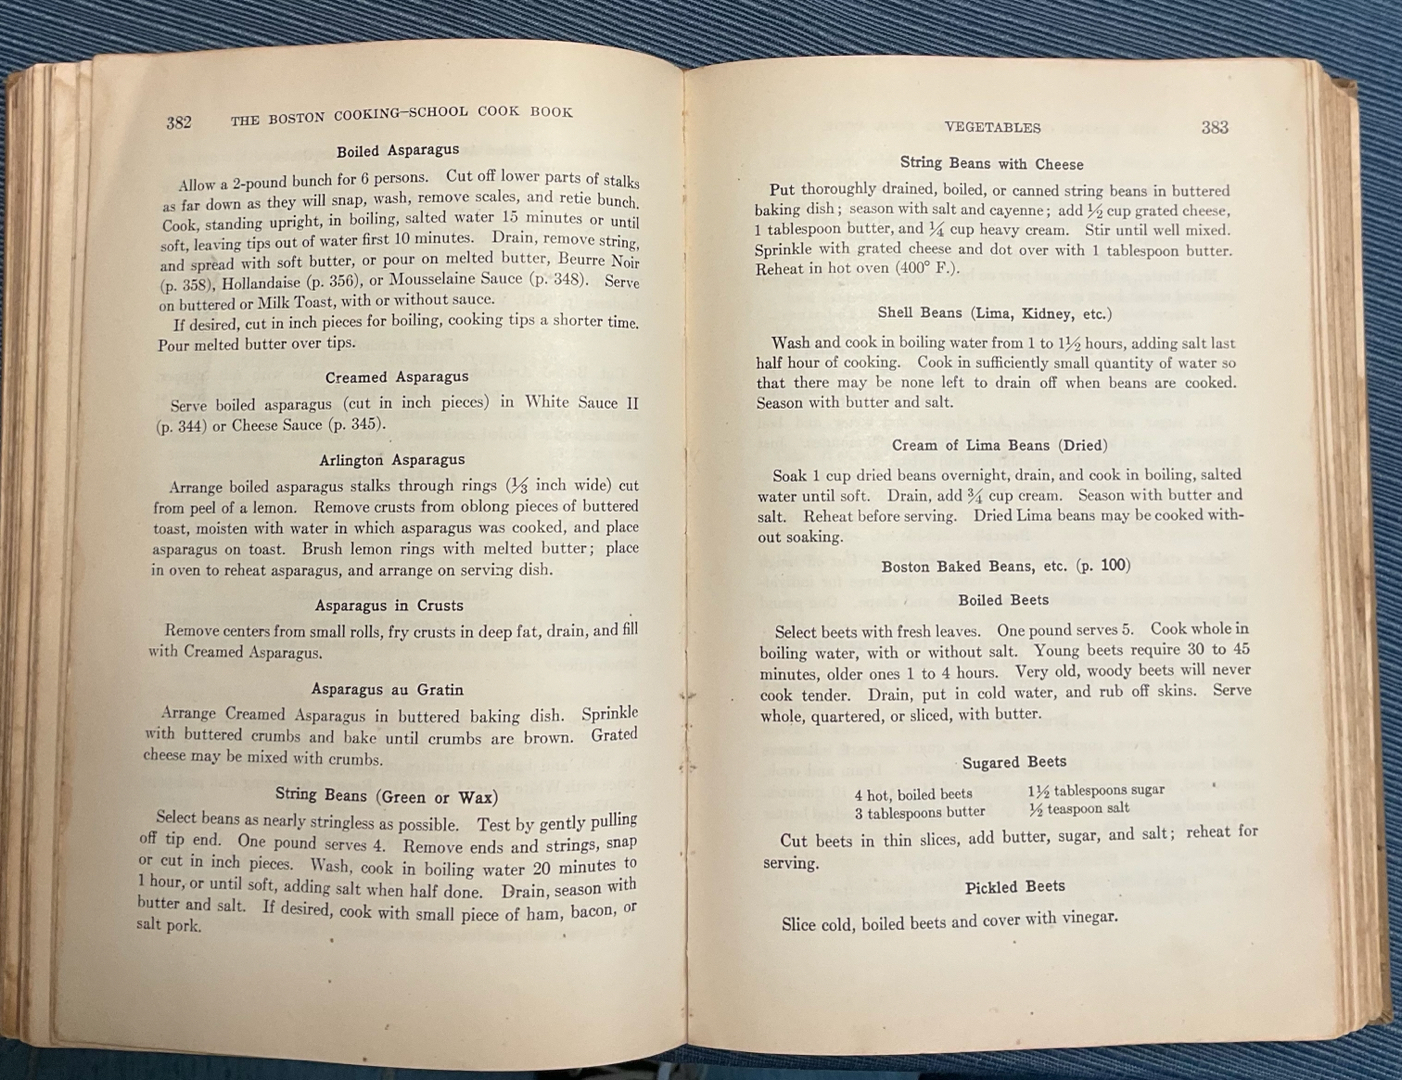 382 THE BOSTON COOKING-SCHOOL COOK BOOK
Boiled Asparagus
Allow a 2-pound bunch for 6 persons. Cut off lower parts of stalks
as far down as they will snap, wash, remove scales, and retie bunch.
Cook, standing upright, in boiling, salted water 15 minutes or until
soft, leaving tips out of water first 10 minutes. Drain, remove string,
and spread with soft butter, or pour on melted butter, Beurre Noir
(p. 358), Hollandaise (p. 356), or Mousselaine Sauce (p. 348). Serve
on buttered or Milk Toast, with or without sauce.
If desired, cut in inch pieces for boiling, cooking tips a shorter time.
Pour melted butter over tips.
Creamed Asparagus
Serve boiled asparagus (cut in inch pieces) in White Sauce II
(p. 344) or Cheese Sauce (p. 345).
Arlington Asparagus
Arrange boiled asparagus stalks through rings (⅓ inch wide) cut
from peel of a lemon. Remove crusts from oblong pieces of buttered
toast, moisten with water in which asparagus was cooked, and place
asparagus on toast. Brush lemon rings with melted butter; place
in oven to reheat asparagus, and arrange on serving dish.
Asparagus in Crusts
Remove centers from small rolls, fry crusts in deep fat, drain, and fill
with Creamed Asparagus.
Asparagus au Gratin
Arrange Creamed Asparagus in buttered baking dish. Sprinkle
with buttered crumbs and bake until crumbs are brown. Grated
cheese may be mixed with crumbs.
String Beans (Green or Wax)
Select beans as nearly stringless as possible. Test by gently pulling
off tip end. One pound serves 4. Remove ends and strings, snap
or cut in inch pieces. Wash, cook in boiling water 20 minutes to
1 hour, or until soft, adding salt when half done. Drain, season with
butter and salt. If desired, cook with small piece of ham, bacon, or
salt pork.
VEGETABLES 383
String Beans with Cheese
Put thoroughly drained, boiled, or canned string beans in buttered
baking dish; season with salt and cayenne; add ½ cup grated cheese,
1 tablespoon butter, and ¼ cup heavy cream. Stir until well mixed.
Sprinkle with grated cheese and dot over with 1 tablespoon butter.
Reheat in hot oven (400° F.).
Shell Beans (Lima, Kidney, etc.)
Wash and cook in boiling water from 1 to 1½ hours, adding salt last
half hour of cooking. Cook in sufficiently small quantity of water so
that there may be none left to drain off when beans are cooked.
Season with butter and salt.
Cream of Lima Beans (Dried)
Soak 1 cup dried beans overnight, drain, and cook in boiling, salted
water until soft. Drain, add ¾ cup cream. Season with butter and
salt. Reheat before serving. Dried Lima beans may be cooked with-
out soaking.
Boston Baked Beans, etc. (p. 100)
Boiled Beets
Select beets with fresh leaves. One pound serves 5. Cook whole in
boiling water, with or without salt. Young beets require 30 to 45
minutes, older ones 1 to 4 hours. Very old, woody beets will never
cook tender. Drain, put in cold water, and rub off skins. Serve
whole, quartered, or sliced, with butter.
Sugared Beets
4 hot, boiled beets 1½ tablespoons sugar
3 tablespoons butter ½ teaspoon salt
Cut beets in thin slices, add butter, sugar, and salt; reheat for
serving.
Pickled Beets
Slice cold, boiled beets and cover with vinegar.